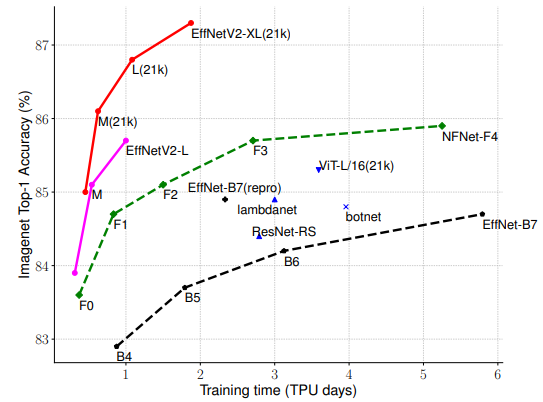 Imagenet Top-1 Accuracy (%)
87
86
85
84
83
EffNetV2-XL(21k)
L(21k)
M(21k)
EffNetV2-L
M
F3
NFNet-F4
ViT-L/16(21k)
F2
EffNet-B7(repro)
lambdanet
botnet
F1
EffNet-B7
ResNet-RS
B6
F0
B5
B4
1
2
3
4
5
6
Training time (TPU days)